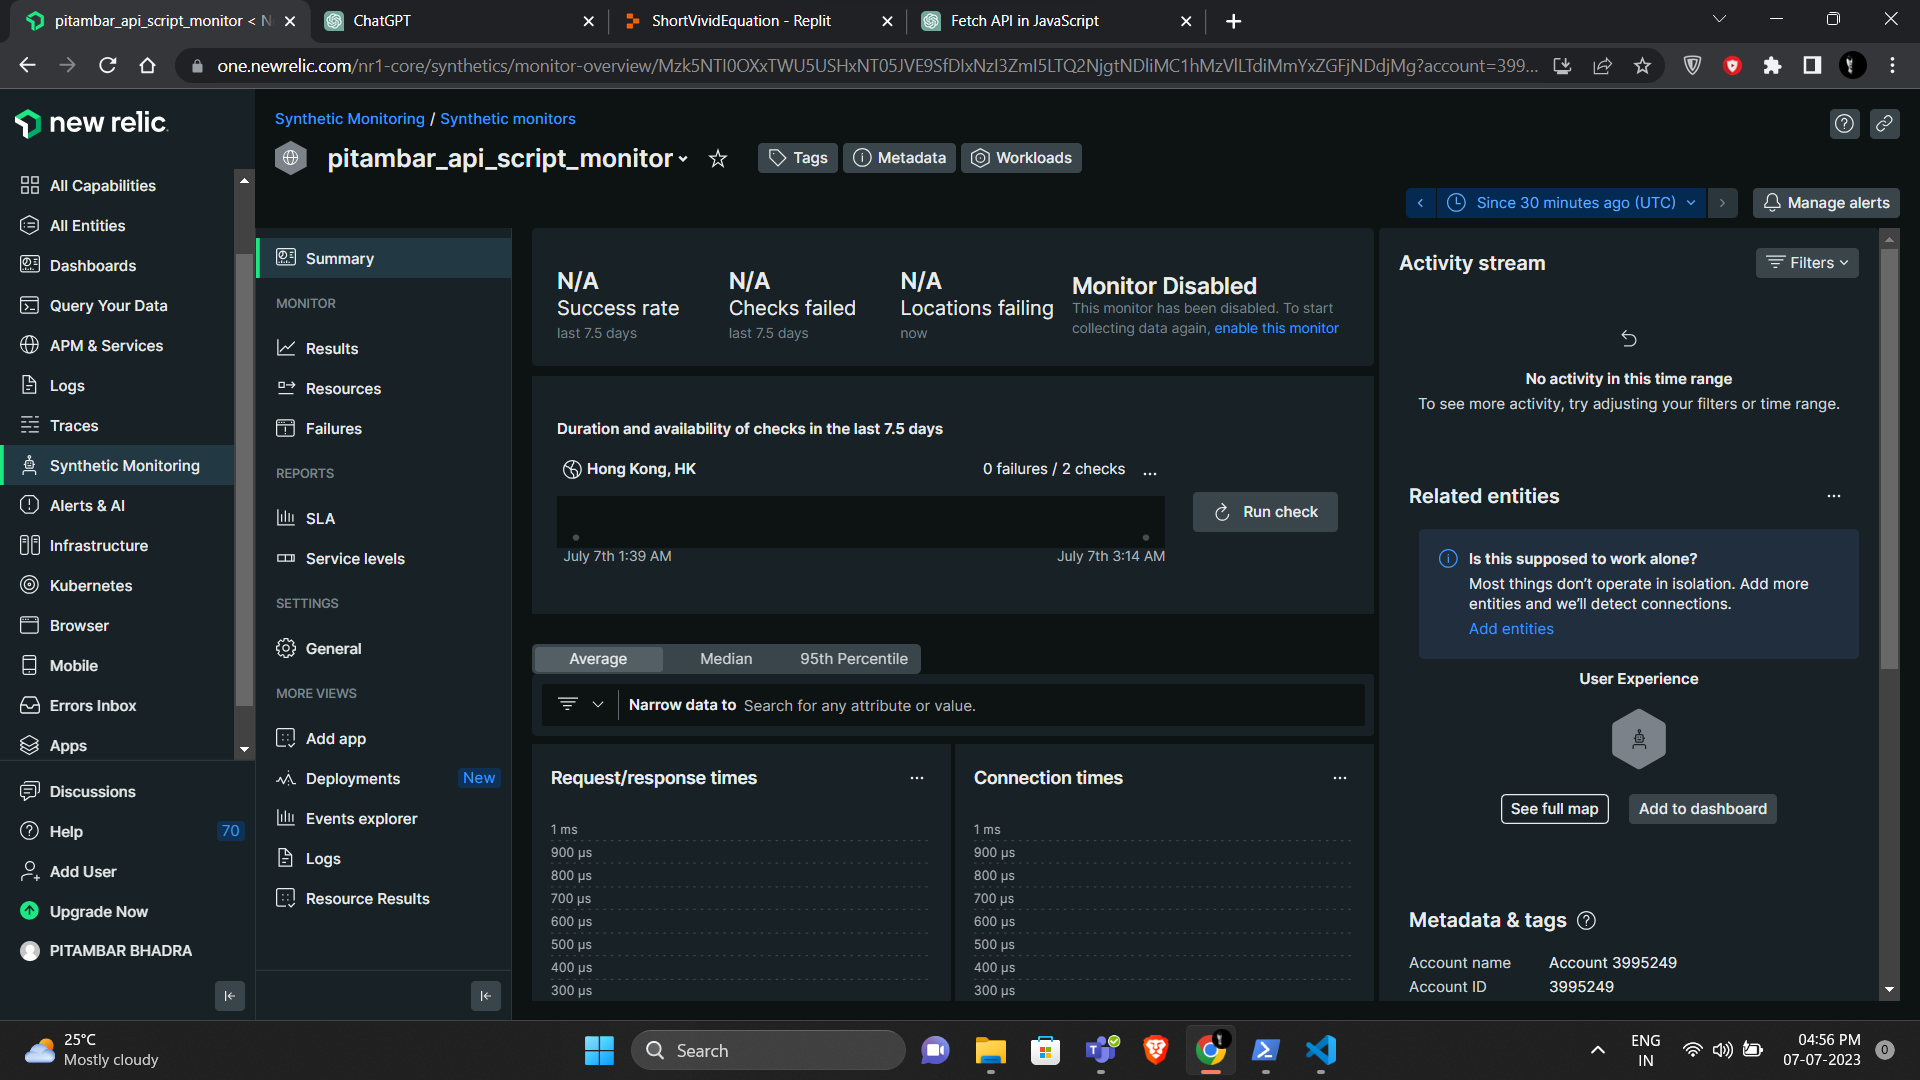 pitambar_api_script_monitor < N
ChatGPT
ShortVividEquation - Replit
Fetch API in JavaScript
one.newrelic.com/nr1-core/synthetics/monitor-overview/Mzk5NTI0OXxTWU5USHxNT05JVE9SfDIxNzI3ZmI5LTQ2NjgtNDliMC1hMzVlLTdiMmYxZGFjNDdjMg?account=399...
new relic
Synthetic Monitoring / Synthetic monitors
pitambar_api_script_monitor
Tags
Metadata
Workloads
Since 30 minutes ago (UTC)
Manage alerts
All Capabilities
All Entities
Dashboards
Query Your Data
APM & Services
Logs
Traces
Synthetic Monitoring
Alerts & AI
Infrastructure
Kubernetes
Browser
Mobile
Errors Inbox
Apps
Discussions
Help 70
Add User
Upgrade Now
PITAMBAR BHADRA
Summary
MONITOR
Results
Resources
Failures
REPORTS
SLA
Service levels
SETTINGS
General
MORE VIEWS
Add app
Deployments New
Events explorer
Logs
Resource Results
N/A
Success rate
last 7.5 days
N/A
Checks failed
last 7.5 days
N/A
Locations failing
now
Monitor Disabled
This monitor has been disabled. To start
collecting data again, enable this monitor
Duration and availability of checks in the last 7.5 days
Hong Kong, HK
0 failures / 2 checks ...
Run check
July 7th 1:39 AM
July 7th 3:14 AM
Average
Median
95th Percentile
Narrow data to Search for any attribute or value.
Request/response times ...
1 ms
900 µs
800 µs
700 µs
600 µs
500 µs
400 µs
300 µs
Connection times ...
1 ms
900 µs
800 µs
700 µs
600 µs
500 µs
400 µs
300 µs
Activity stream
Filters
No activity in this time range
To see more activity, try adjusting your filters or time range.
Related entities ...
Is this supposed to work alone?
Most things don’t operate in isolation. Add more
entities and we’ll detect connections.
Add entities
User Experience
See full map
Add to dashboard
Metadata & tags
Account name Account 3995249
Account ID 3995249
25°C
Mostly cloudy
Search
ENG
IN
04:56 PM
07-07-2023
0